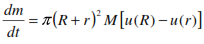 dm/dt = π(R + r)² M[u(R) − u(r)]